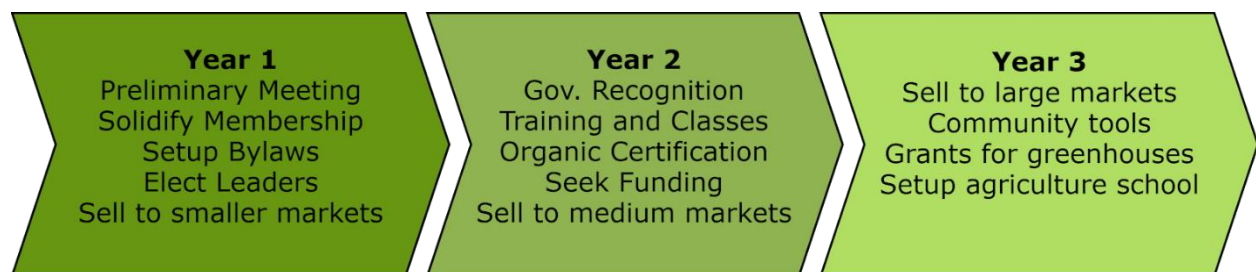 Year 1
Preliminary Meeting
Solidify Membership
Setup Bylaws
Elect Leaders
Sell to smaller markets
Year 2
Gov. Recognition
Training and Classes
Organic Certification
Seek Funding
Sell to medium markets
Year 3
Sell to large markets
Community tools
Grants for greenhouses
Setup agriculture school